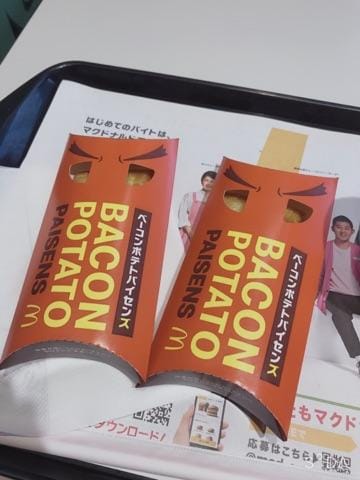 はじめてのバイトは、
マクドナルド
BACON
POTATO
PAISENS
ベーコンポテトパイセンズ
BACON
POTATO
PAISENS
ベーコンポテトパイセンズ
もマクド
応募はこちら▶
ダウンロード!